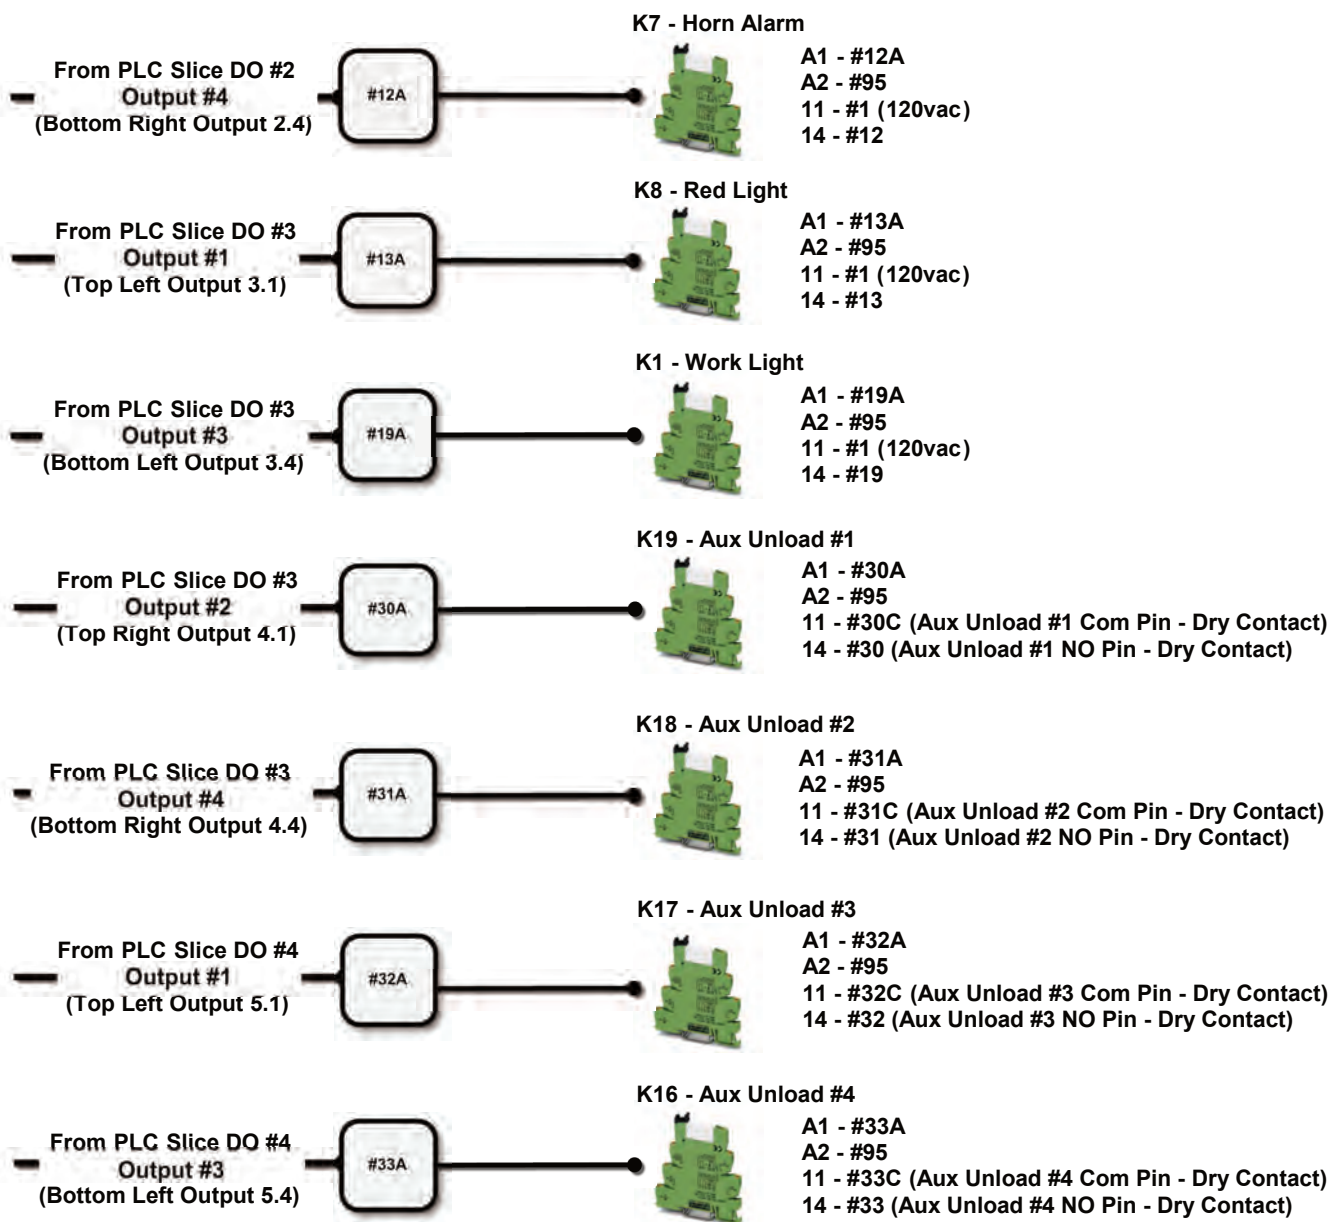 K7 - Horn Alarm
From PLC Slice DO #2
Output #4
(Bottom Right Output 2.4)
#12A
A1 - #12A
A2 - #95
11 - #1 (120vac)
14 - #12
K8 - Red Light
From PLC Slice DO #3
Output #1
(Top Left Output 3.1)
#13A
A1 - #13A
A2 - #95
11 - #1 (120vac)
14 - #13
K1 - Work Light
From PLC Slice DO #3
Output #3
(Bottom Left Output 3.4)
#19A
A1 - #19A
A2 - #95
11 - #1 (120vac)
14 - #19
K19 - Aux Unload #1
From PLC Slice DO #3
Output #2
(Top Right Output 4.1)
#30A
A1 - #30A
A2 - #95
11 - #30C (Aux Unload #1 Com Pin - Dry Contact)
14 - #30 (Aux Unload #1 NO Pin - Dry Contact)
K18 - Aux Unload #2
From PLC Slice DO #3
Output #4
(Bottom Right Output 4.4)
#31A
A1 - #31A
A2 - #95
11 - #31C (Aux Unload #2 Com Pin - Dry Contact)
14 - #31 (Aux Unload #2 NO Pin - Dry Contact)
K17 - Aux Unload #3
From PLC Slice DO #4
Output #1
(Top Left Output 5.1)
#32A
A1 - #32A
A2 - #95
11 - #32C (Aux Unload #3 Com Pin - Dry Contact)
14 - #32 (Aux Unload #3 NO Pin - Dry Contact)
K16 - Aux Unload #4
From PLC Slice DO #4
Output #3
(Bottom Left Output 5.4)
#33A
A1 - #33A
A2 - #95
11 - #33C (Aux Unload #4 Com Pin - Dry Contact)
14 - #33 (Aux Unload #4 NO Pin - Dry Contact)